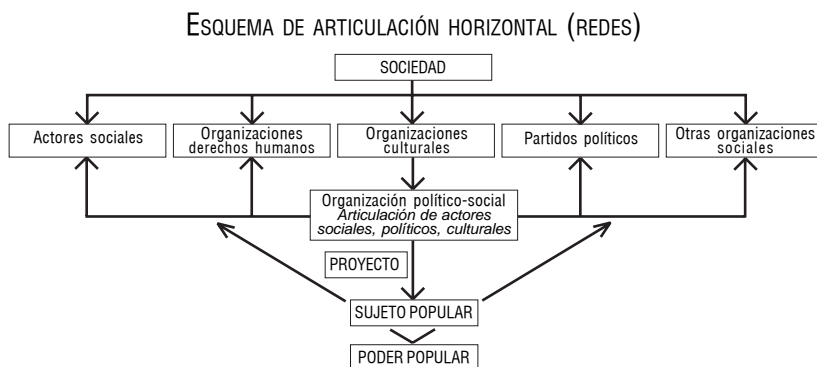 ESQUEMA DE ARTICULACIÓN HORIZONTAL (REDES)
SOCIEDAD
Actores sociales
Organizaciones
derechos humanos
Organizaciones
culturales
Partidos políticos
Otras organizaciones
sociales
Organización político-social
Articulación de actores
sociales, políticos, culturales
PROYECTO
SUJETO POPULAR
PODER POPULAR